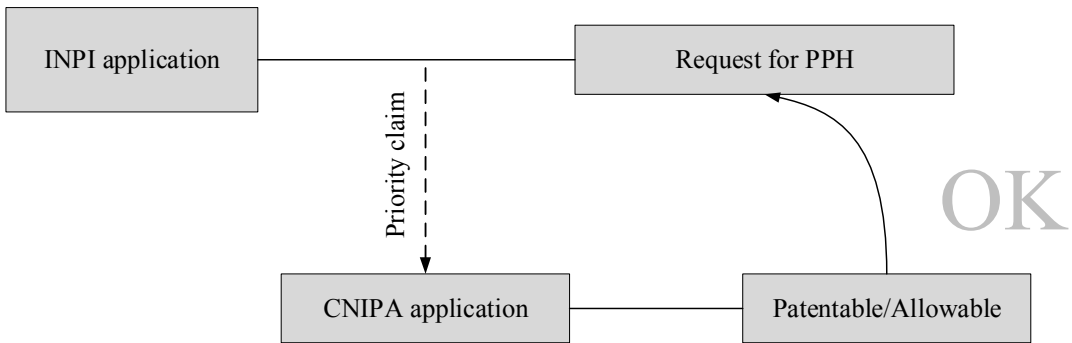 INPI application
Request for PPH
Priority claim
OK
CNIPA application
Patentable/Allowable